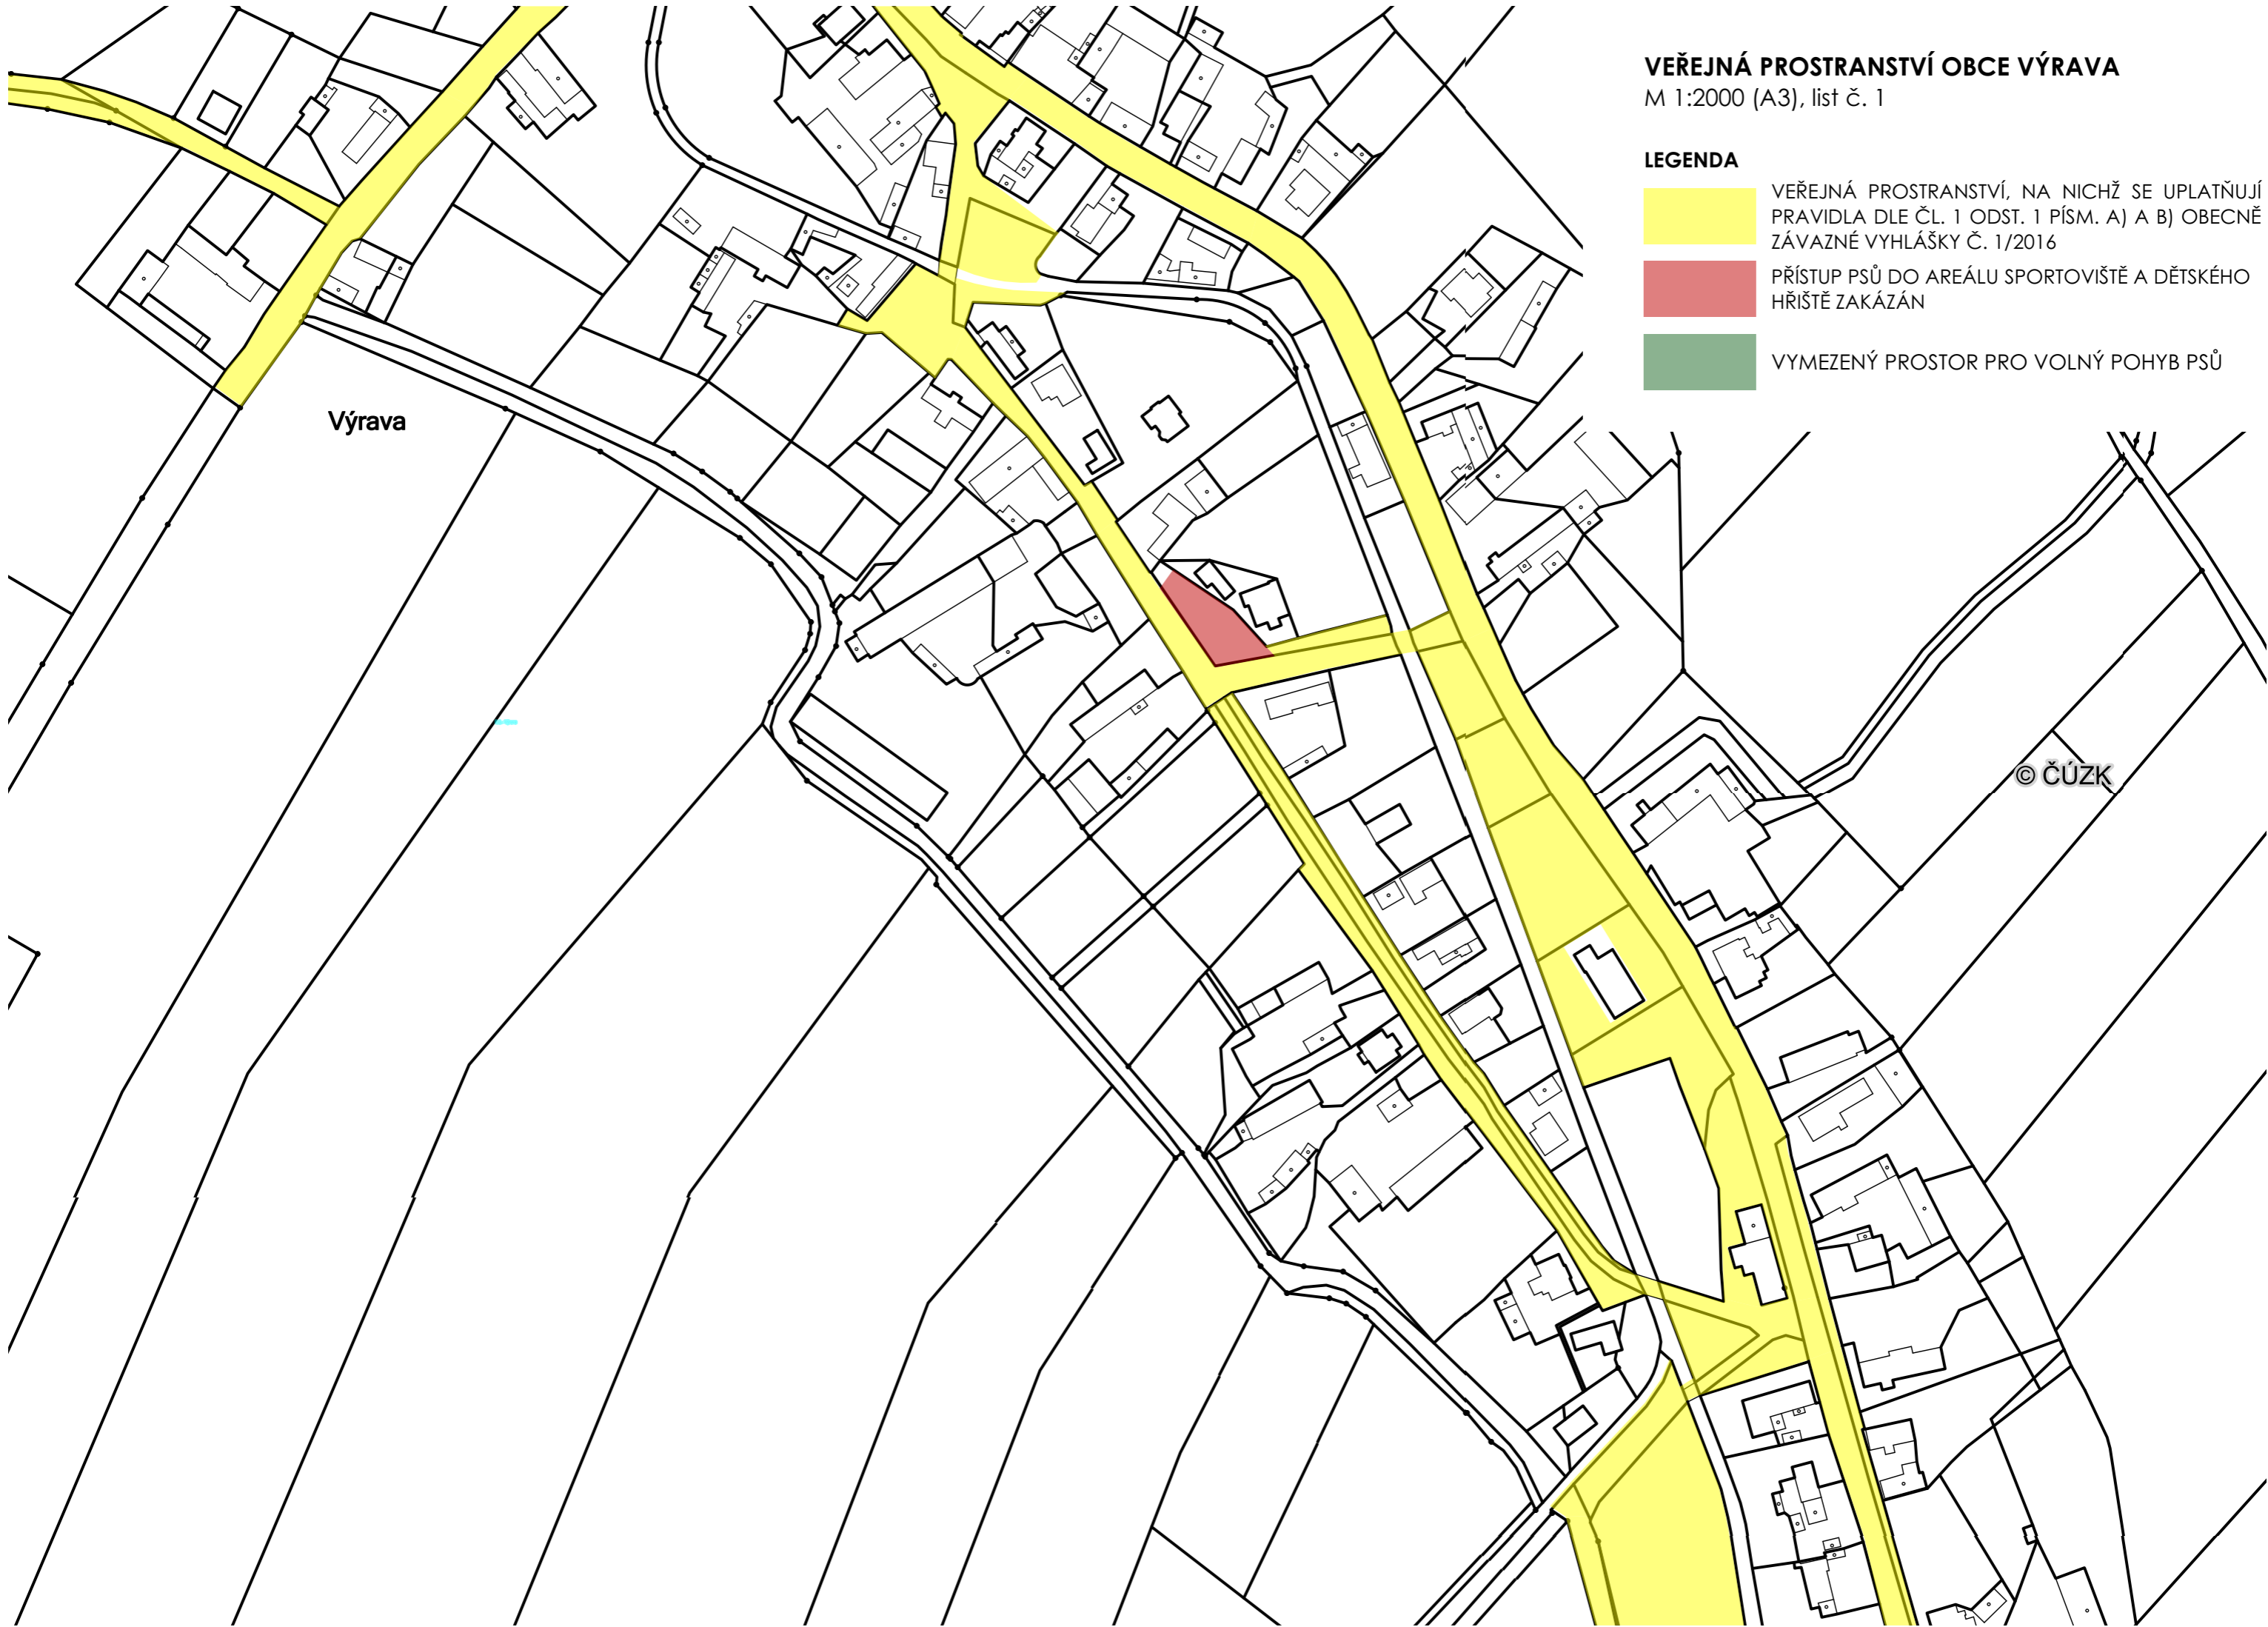 VEŘEJNÁ PROSTRANSTVÍ OBCE VÝRAVA
M 1:2000 (A3), list č. 1
LEGENDA
VEŘEJNÁ PROSTRANSTVÍ, NA NICHŽ SE UPLATŇUJÍ
PRAVIDLA DLE ČL. 1 ODST. 1 PÍSM. A) A B) OBECNĚ
ZÁVAZNÉ VYHLÁŠKY Č. 1/2016
PŘÍSTUP PSŮ DO AREÁLU SPORTOVIŠTĚ A DĚTSKÉHO
HŘIŠTĚ ZAKÁZÁN
VYMEZENÝ PROSTOR PRO VOLNÝ POHYB PSŮ
Výrava
© ČÚZK